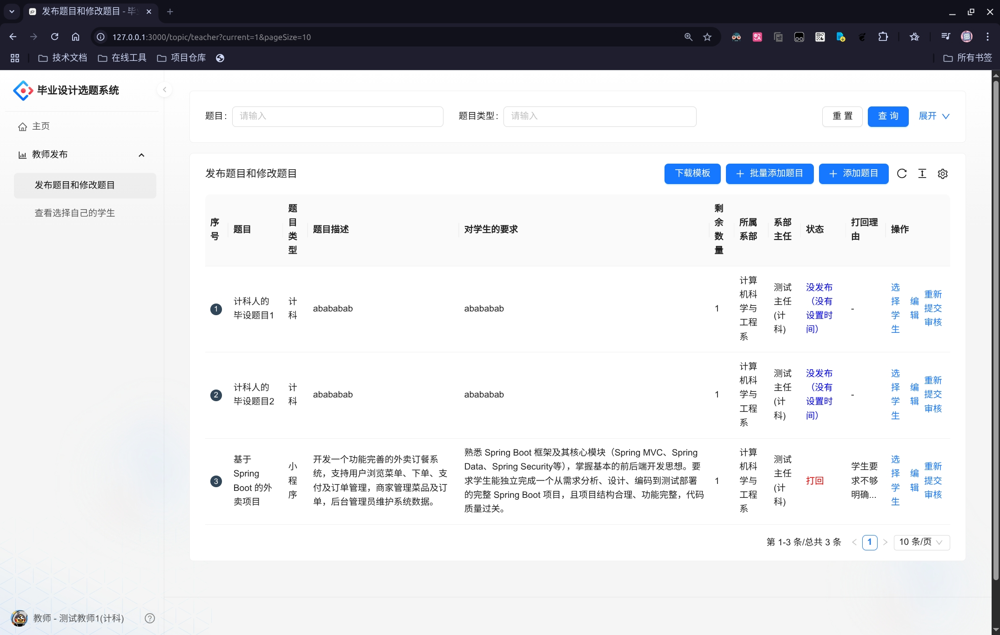 发布题目和修改题目 - 毕
127.0.0.1:3000/topic/teacher?current=1&pageSize=10
技术文档
在线工具
项目仓库
所有书签
毕业设计选题系统
主页
教师发布
发布题目和修改题目
查看选择自己的学生
题目:
请输入
题目类型:
请输入
重 置
查 询
展开
发布题目和修改题目
下载模板
批量添加题目
添加题目
序
号
题目
题
目
类
型
题目描述
对学生的要求
剩
余
数
量
所属
系部
系部
主任
状态
打回理
由
操作
1
计科人的
毕设题目1
计
科
abababab
abababab
1
计算
机科
学与
工程
系
测试
主任
(计
科)
没发布
（没有
设置时
间）
-
选
择
学
生
编
辑
重新
提交
审核
2
计科人的
毕设题目2
计
科
abababab
abababab
1
计算
机科
学与
工程
系
测试
主任
(计
科)
没发布
（没有
设置时
间）
-
选
择
学
生
编
辑
重新
提交
审核
3
基于
Spring
Boot 的外
卖项目
小
程
序
开发一个功能完善的外卖订餐系
统，支持用户浏览菜单、下单、支
付及订单管理，商家管理菜品及订
单，后台管理员维护系统数据。
熟悉 Spring Boot 框架及其核心模块（Spring MVC、Spring
Data、Spring Security等），掌握基本的前后端开发思想。要
求学生能独立完成一个从需求分析、设计、编码到测试部署
的完整 Spring Boot 项目，且项目结构合理、功能完整，代码
质量过关。
1
计算
机科
学与
工程
系
测试
主任
(计
科)
打回
学生要
求不够
明确...
选
择
学
生
编
辑
重新
提交
审核
第 1-3 条/总共 3 条
1
10 条/页
教师 - 测试教师1(计科)